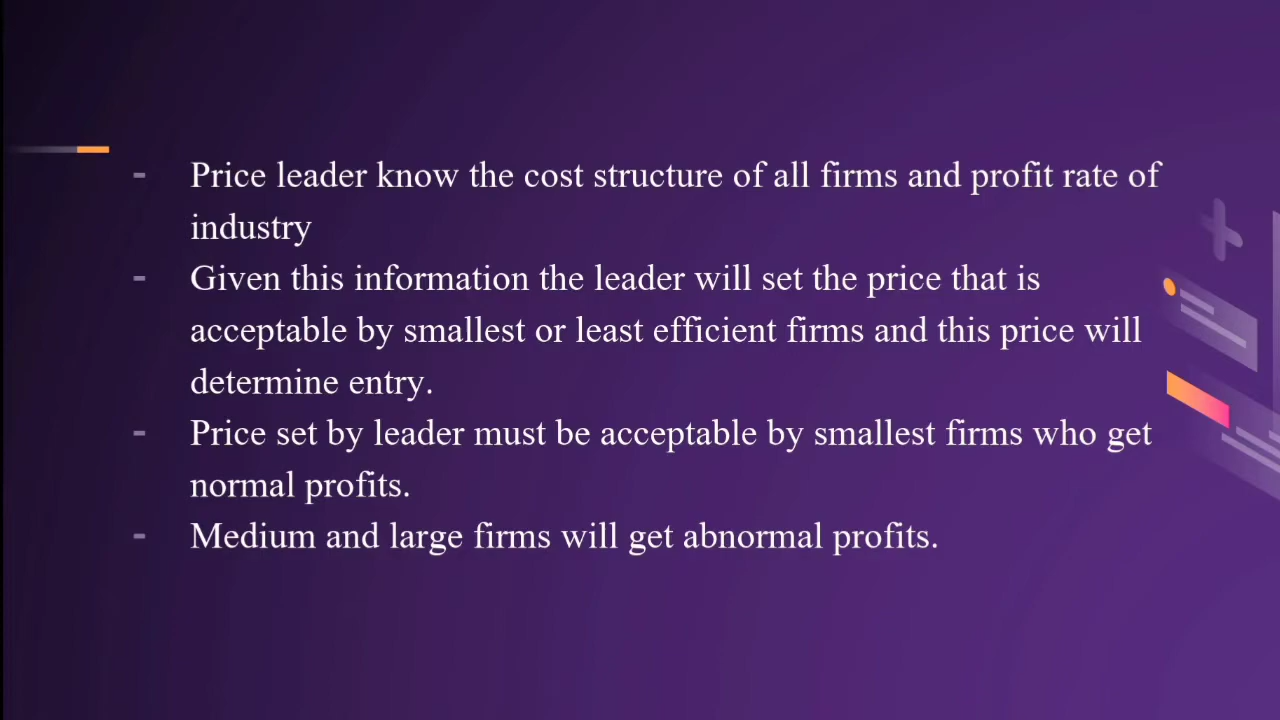 - Price leader know the cost structure of all firms and profit rate of
industry
- Given this information the leader will set the price that is
acceptable by smallest or least efficient firms and this price will
determine entry.
- Price set by leader must be acceptable by smallest firms who get
normal profits.
- Medium and large firms will get abnormal profits.